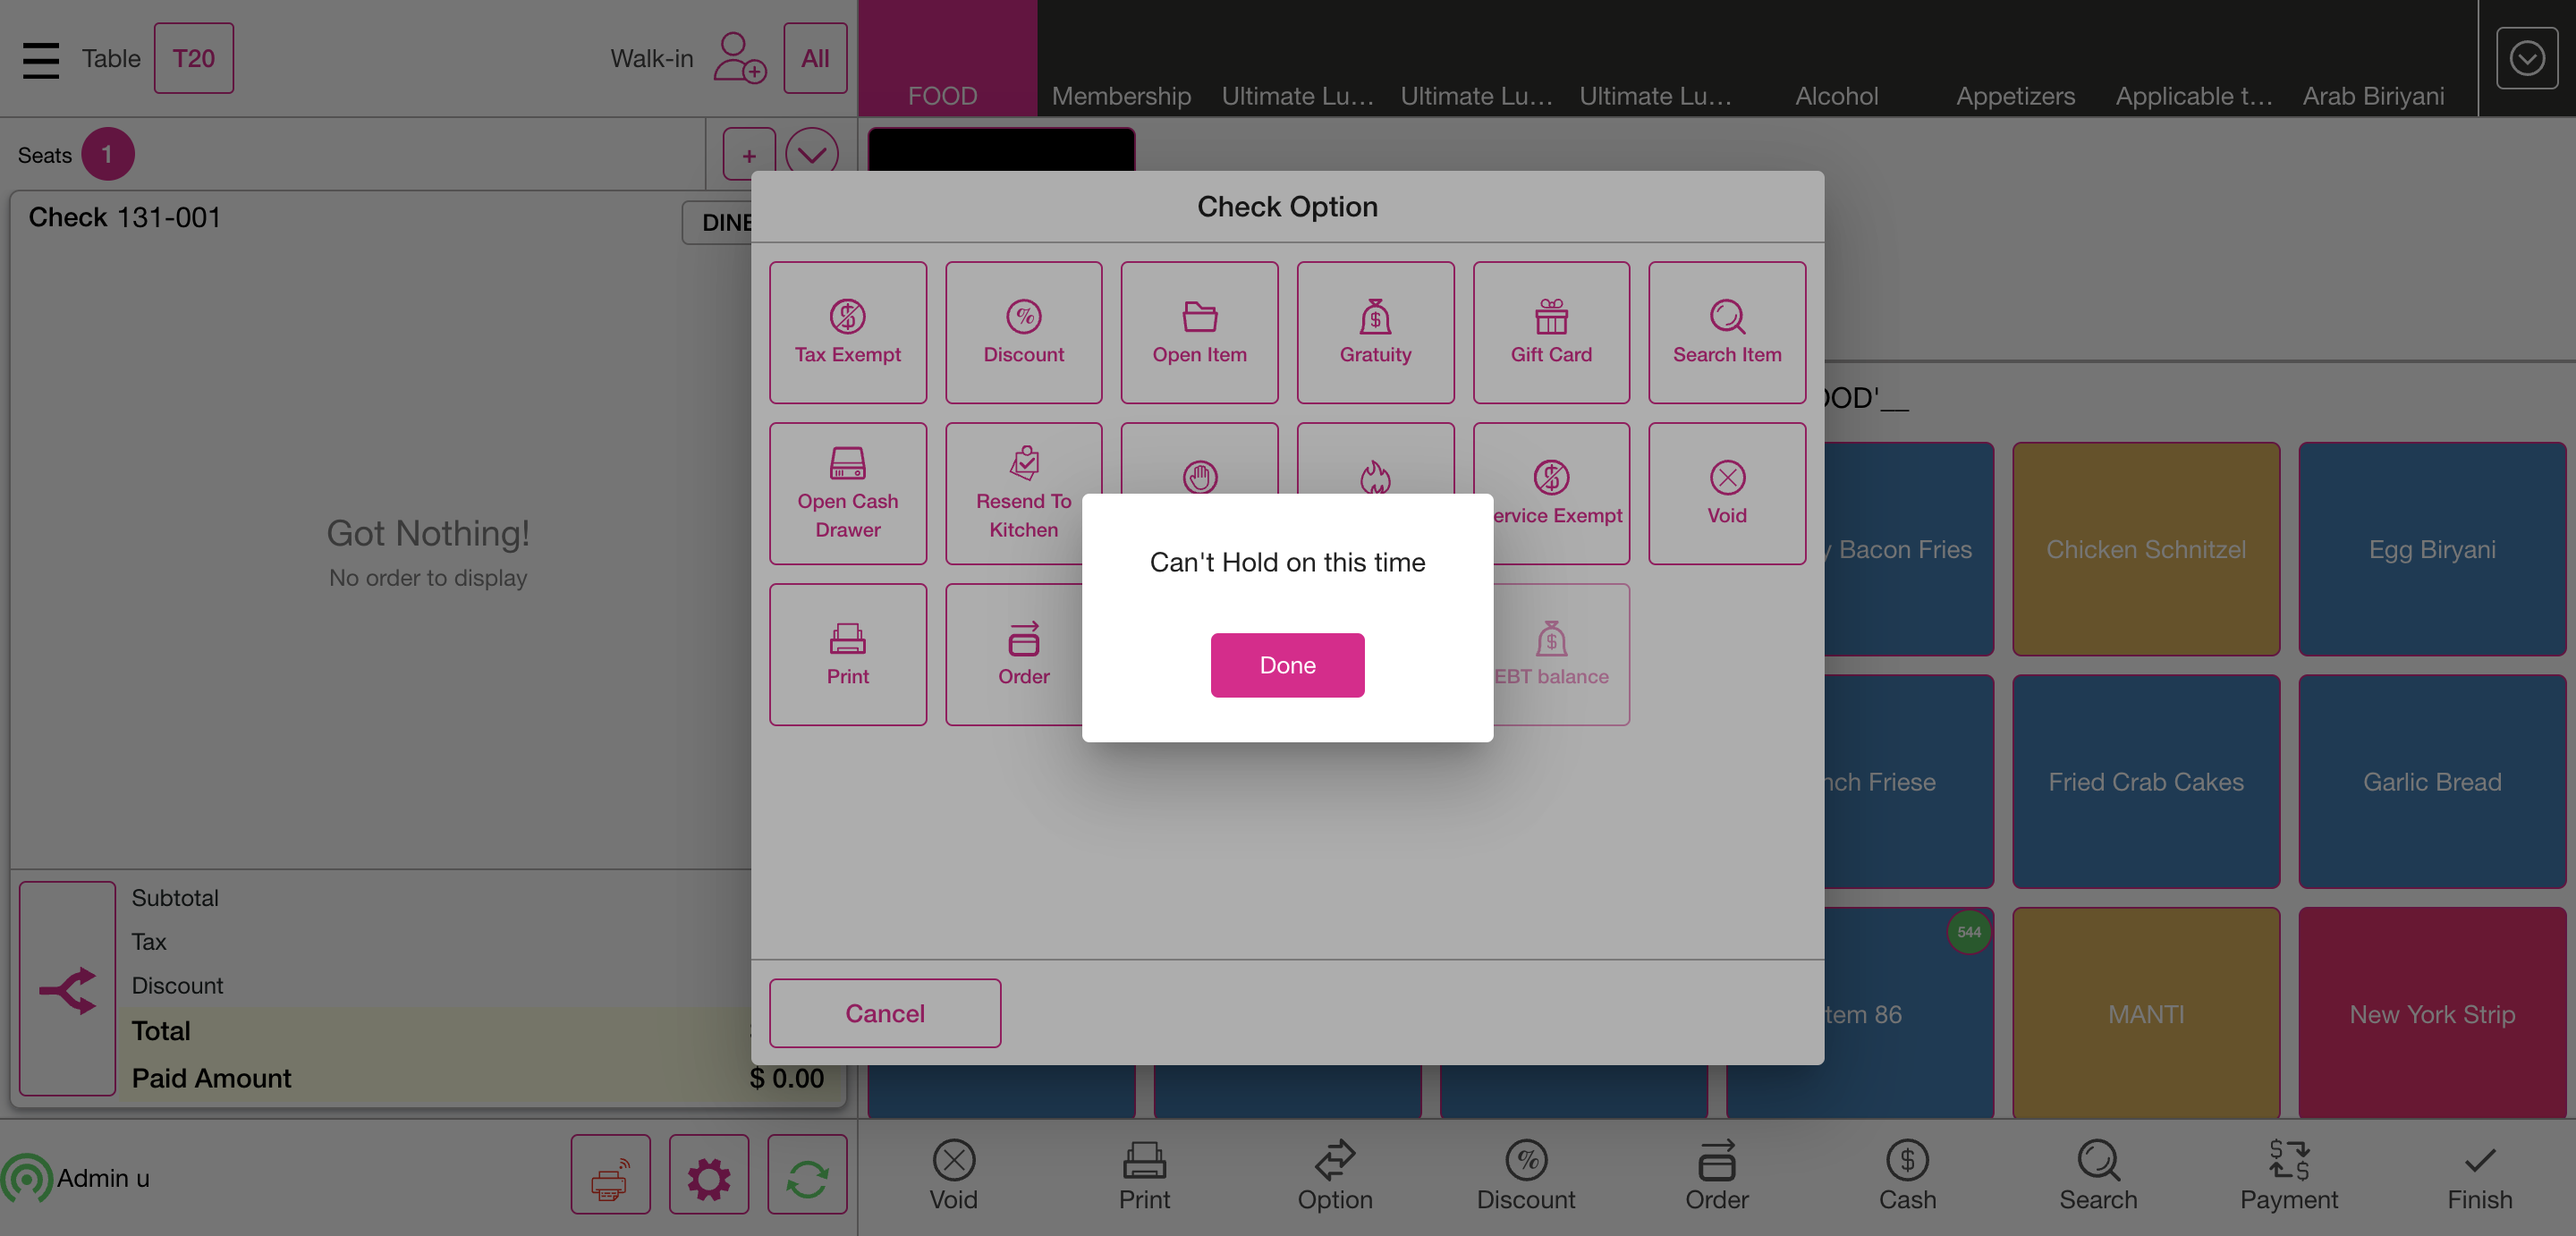 Table T20 Walk-in All
FOOD Membership Ultimate Lu... Ultimate Lu... Ultimate Lu... Alcohol Appetizers Applicable t... Arab Biriyani
Seats 1 +
Check 131-001
DINE
Got Nothing!
No order to display
Subtotal
Tax
Discount
Total
Paid Amount $ 0.00
Admin u
Check Option
Tax Exempt Discount Open Item Gratuity Gift Card Search Item
Open Cash Drawer
Resend To Kitchen
ervice Exempt Void
Print Order EBT balance
Cancel
Can't Hold on this time
Done
OOD'__
y Bacon Fries Chicken Schnitzel Egg Biryani
nch Friese Fried Crab Cakes Garlic Bread
544
tem 86 MANTI New York Strip
Void Print Option Discount Order Cash Search Payment Finish